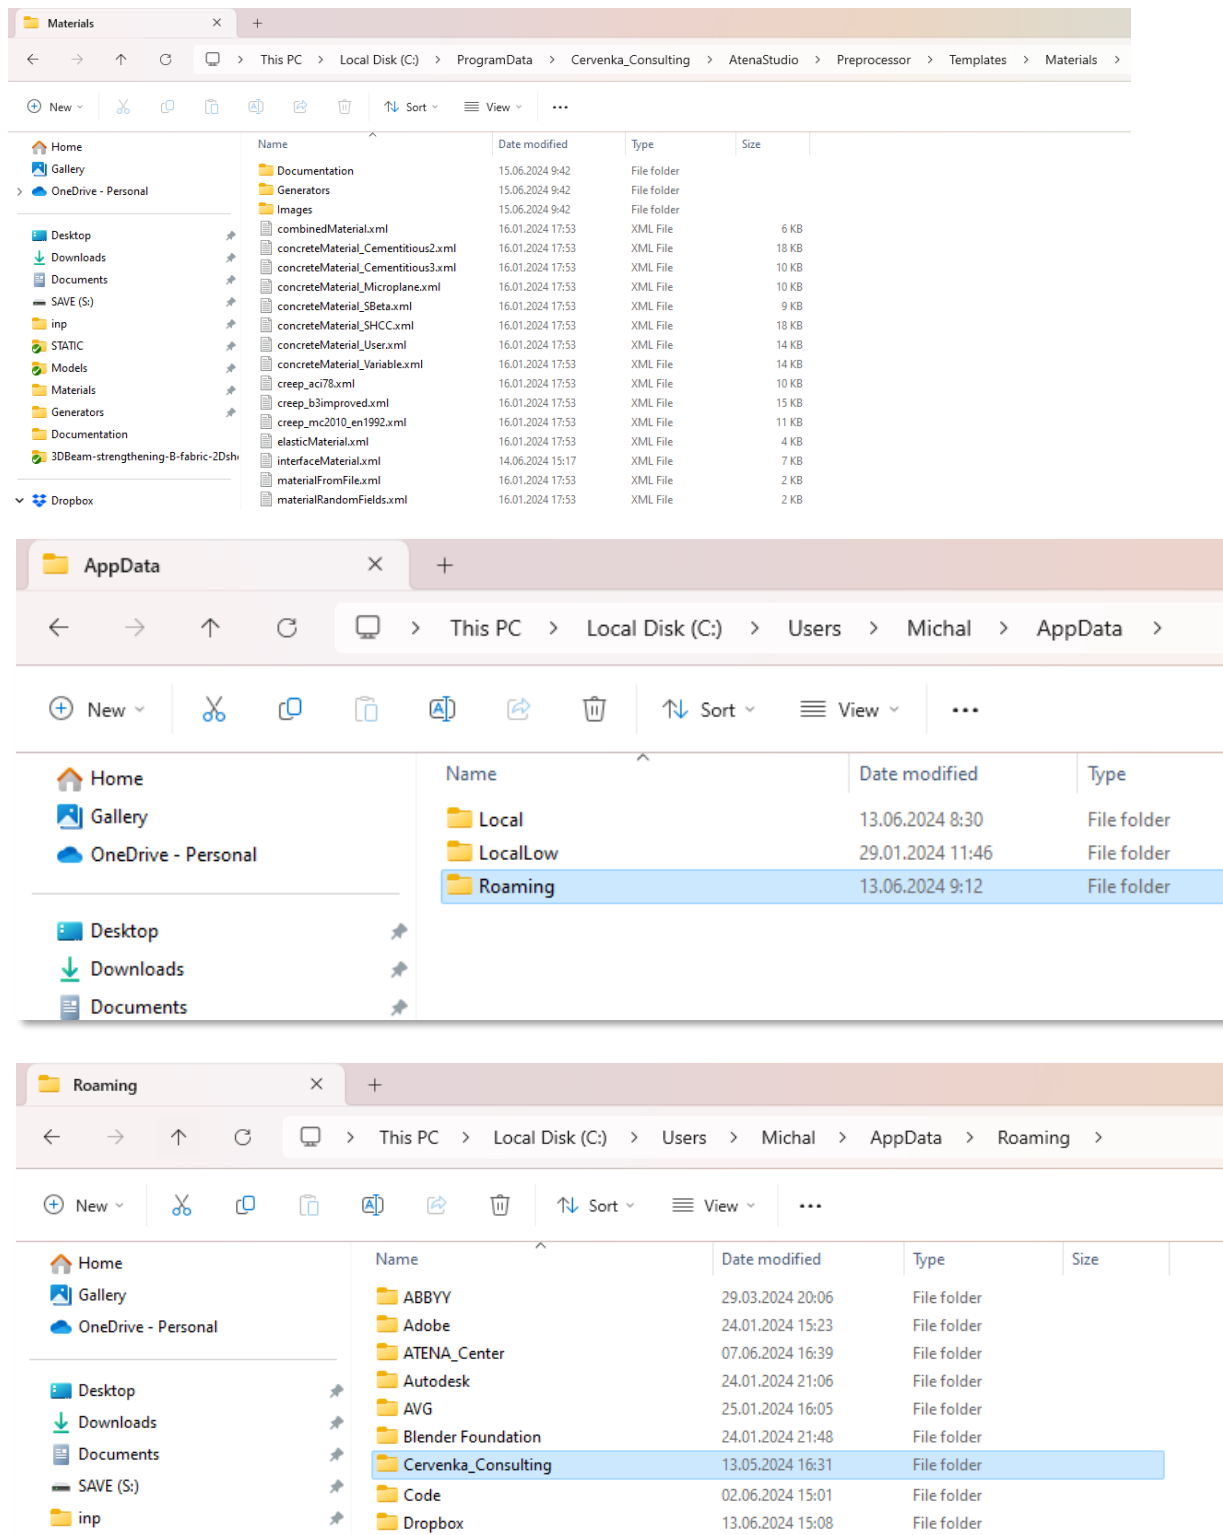 Materials
This PC > Local Disk (C:) > ProgramData > Cervenka_Consulting > AtenaStudio > Preprocessor > Templates > Materials >
New Sort View ...
Name Date modified Type Size
Home
Gallery
OneDrive - Personal
Desktop
Downloads
Documents
SAVE (S:)
inp
STATIC
Models
Materials
Generators
Documentation
3DBeam-strengthening-B-fabric-2Dsh
Dropbox
Documentation 15.06.2024 9:42 File folder
Generators 15.06.2024 9:42 File folder
Images 15.06.2024 9:42 File folder
combinedMaterial.xml 16.01.2024 17:53 XML File 6 KB
concreteMaterial_Cementitious2.xml 16.01.2024 17:53 XML File 18 KB
concreteMaterial_Cementitious3.xml 16.01.2024 17:53 XML File 10 KB
concreteMaterial_Microplane.xml 16.01.2024 17:53 XML File 10 KB
concreteMaterial_SBeta.xml 16.01.2024 17:53 XML File 9 KB
concreteMaterial_SHCC.xml 16.01.2024 17:53 XML File 18 KB
concreteMaterial_User.xml 16.01.2024 17:53 XML File 14 KB
concreteMaterial_Variable.xml 16.01.2024 17:53 XML File 14 KB
creep_aci78.xml 16.01.2024 17:53 XML File 10 KB
creep_b3improved.xml 16.01.2024 17:53 XML File 15 KB
creep_mc2010_en1992.xml 16.01.2024 17:53 XML File 11 KB
elasticMaterial.xml 16.01.2024 17:53 XML File 4 KB
interfaceMaterial.xml 14.06.2024 15:17 XML File 7 KB
materialFromFile.xml 16.01.2024 17:53 XML File 2 KB
materialRandomFields.xml 16.01.2024 17:53 XML File 2 KB
AppData
This PC > Local Disk (C:) > Users > Michal > AppData >
New Sort View ...
Name Date modified Type
Home
Gallery
OneDrive - Personal
Desktop
Downloads
Documents
Local 13.06.2024 8:30 File folder
LocalLow 29.01.2024 11:46 File folder
Roaming 13.06.2024 9:12 File folder
Roaming
This PC > Local Disk (C:) > Users > Michal > AppData > Roaming >
New Sort View ...
Name Date modified Type Size
Home
Gallery
OneDrive - Personal
Desktop
Downloads
Documents
SAVE (S:)
inp
ABBYY 29.03.2024 20:06 File folder
Adobe 24.01.2024 15:23 File folder
ATENA_Center 07.06.2024 16:39 File folder
Autodesk 24.01.2024 21:06 File folder
AVG 25.01.2024 16:05 File folder
Blender Foundation 24.01.2024 21:48 File folder
Cervenka_Consulting 13.05.2024 16:31 File folder
Code 02.06.2024 15:01 File folder
Dropbox 13.06.2024 15:08 File folder